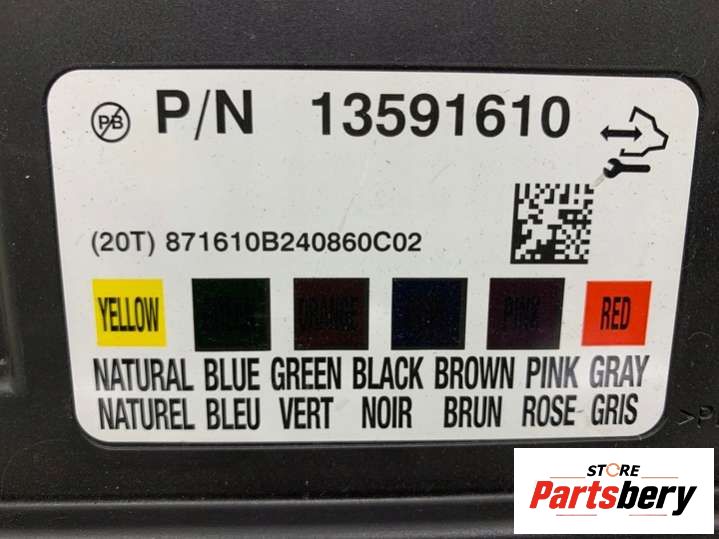 PB P/N 13591610
(20T) 871610B240860C02
YELLOW ORANGE PINK RED
NATURAL BLUE GREEN BLACK BROWN PINK GRAY
NATUREL BLEU VERT NOIR BRUN ROSE GRIS
STORE
Partsbery